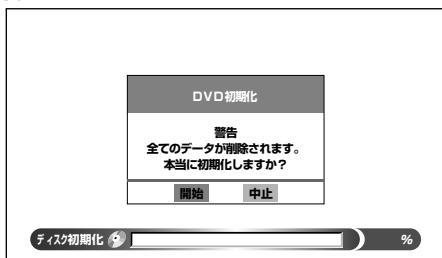 DVD初期化
警告
全てのデータが削除されます。
本当に初期化しますか？
開始 中止
ディスク初期化 %